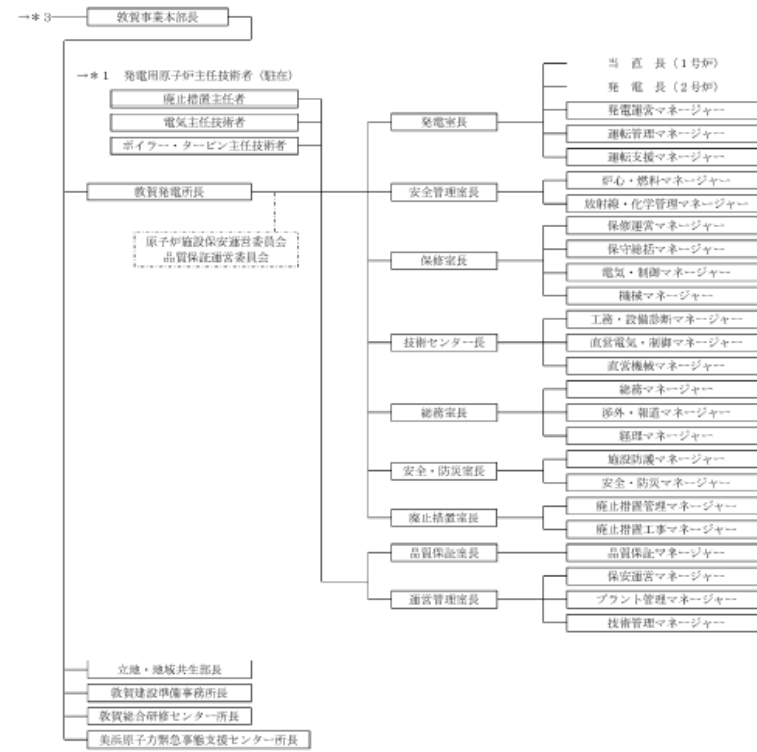 →＊3 敦賀事業本部長
→＊1 発電用原子炉主任技術者（駐在）
廃止措置主任者
電気主任技術者
ボイラー・タービン主任技術者
敦賀発電所長
原子炉施設保安運営委員会
品質保証運営委員会
発電室長
当直長（1号炉）
発電長（2号炉）
発電運営マネージャー
運転管理マネージャー
運転支援マネージャー
安全管理室長
炉心・燃料マネージャー
放射線・化学管理マネージャー
保修室長
保修運営マネージャー
保守総括マネージャー
電気・制御マネージャー
機械マネージャー
技術センター長
工務・設備診断マネージャー
直営電気・制御マネージャー
直営機械マネージャー
総務室長
総務マネージャー
渉外・報道マネージャー
経理マネージャー
安全・防災室長
施設防護マネージャー
安全・防災マネージャー
廃止措置室長
廃止措置管理マネージャー
廃止措置工事マネージャー
品質保証室長
品質保証マネージャー
運営管理室長
保安運営マネージャー
プラント管理マネージャー
技術管理マネージャー
立地・地域共生部長
敦賀建設準備事務所長
敦賀総合研修センター所長
美浜原子力緊急事態支援センター所長